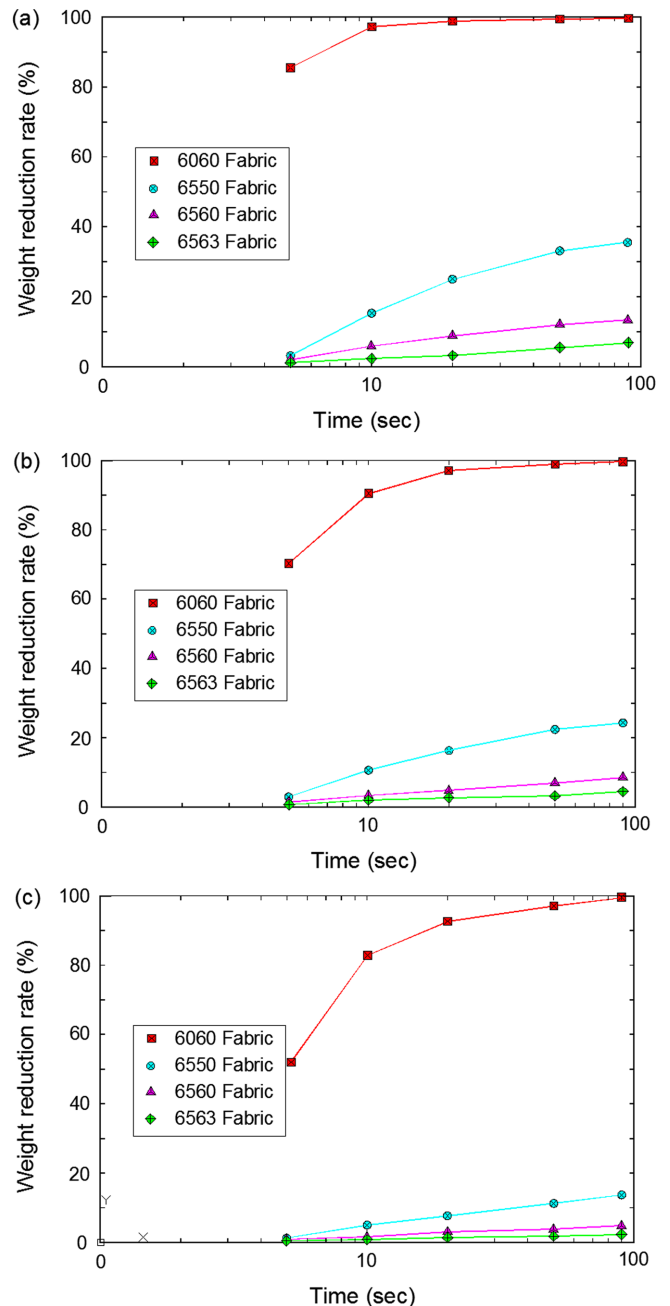 (a)
100
80
60
40
20
0
Weight reduction rate (%)
6060 Fabric
6550 Fabric
6560 Fabric
6563 Fabric
0 10 100
Time (sec)
(b)
100
80
60
40
20
0
Weight reduction rate (%)
6060 Fabric
6550 Fabric
6560 Fabric
6563 Fabric
0 10 100
Time (sec)
(c)
100
80
60
40
20
0
Weight reduction rate (%)
6060 Fabric
6550 Fabric
6560 Fabric
6563 Fabric
Y
X
0 10 100
Time (sec)